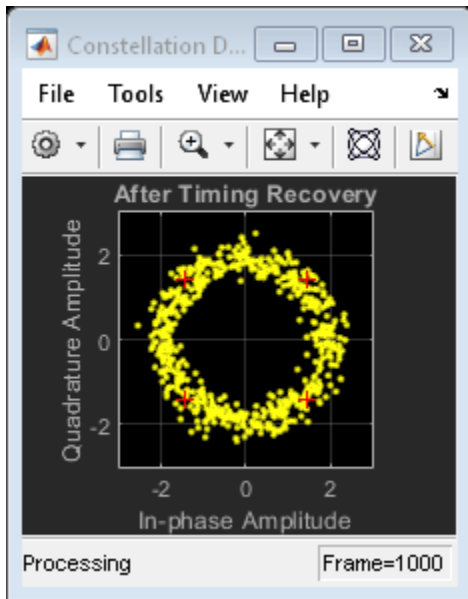 Constellation D...
File Tools View Help
After Timing Recovery
Quadrature Amplitude
2
0
-2
-2 0 2
In-phase Amplitude
Processing Frame=1000